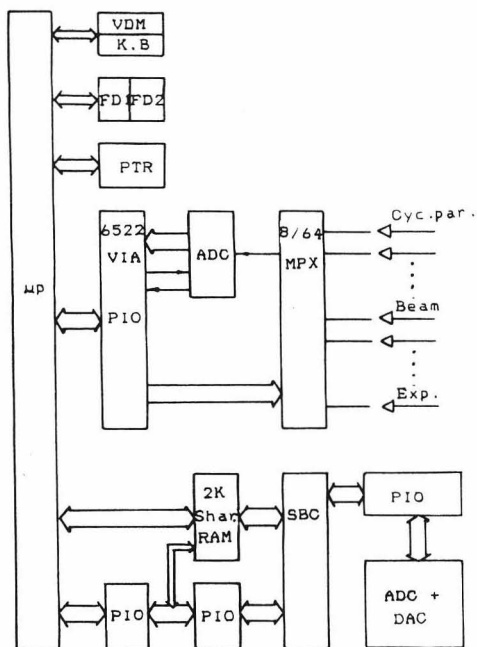 VDM
K.B
FD1 FD2
PTR
6522
VIA
PIO
ADC
8/64
MPX
Cyc.par.
Beam
Exp.
μp
2K
Shar.
RAM
SBC
PIO
PIO
PIO
ADC +
DAC